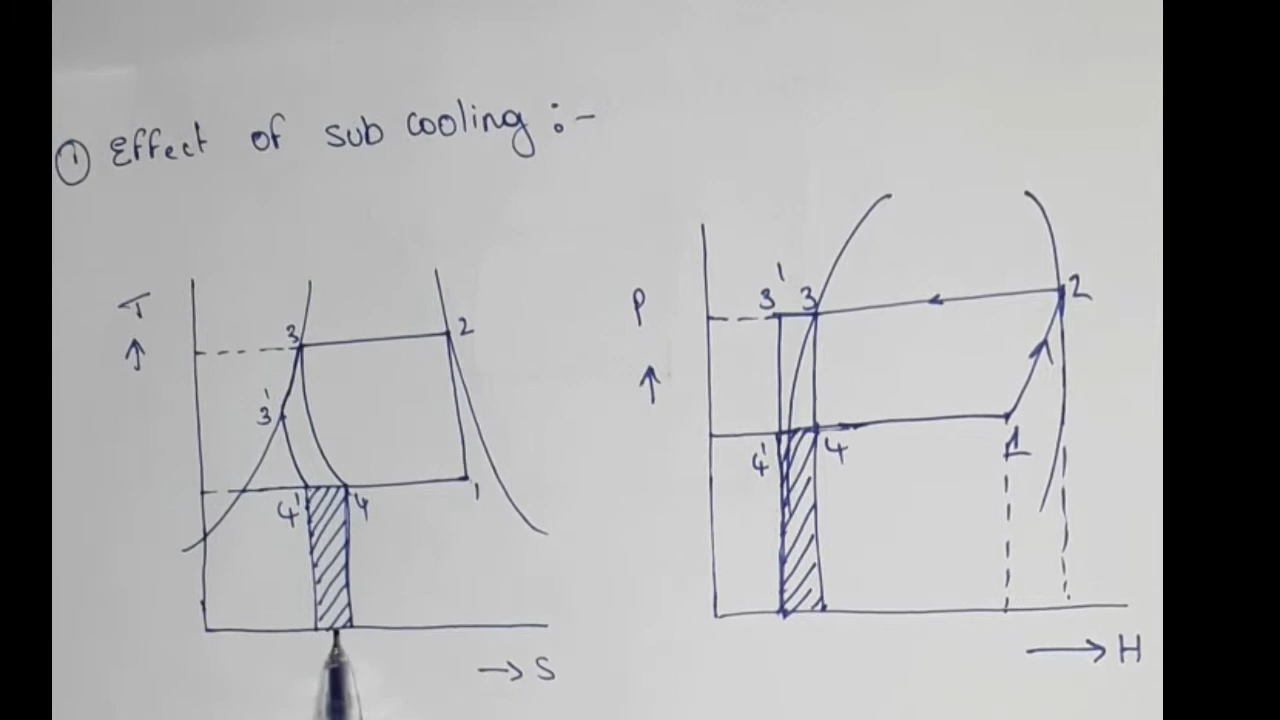 ① Effect of sub cooling :-
T
↑
3
2
3'
4'
4
1
→ S
P
↑
3'
3
2
4'
4
1
→ H